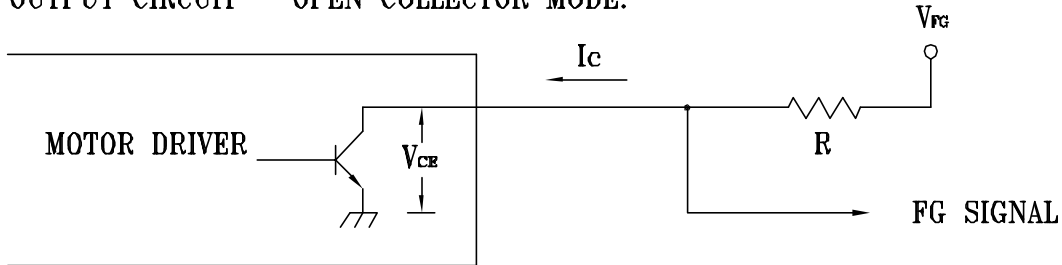 OUTPUT CIRCUIT - OPEN COLLECTOR MODE:
VFG
Ic
MOTOR DRIVER
VCE
R
FG SIGNAL